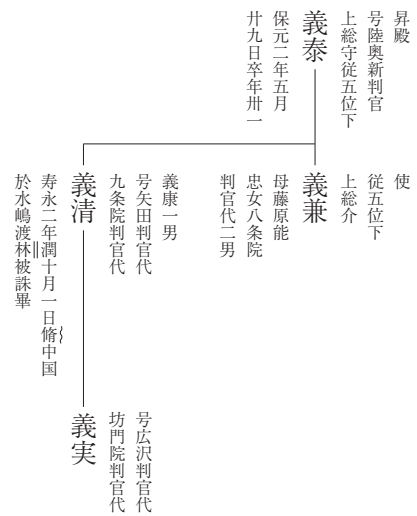 昇殿
号陸奥新判官
上総守従五位下
義泰
保元二年五月
廿九日卒年卅一
使
従五位下
上総介
義兼
母藤原能
忠女八条院
判官代二男
義康一男
号矢田判官代
九条院判官代
義清
寿永二年潤十月一日脩中国
於水嶋渡林被誅畢
号広沢判官代
坊門院判官代
義実